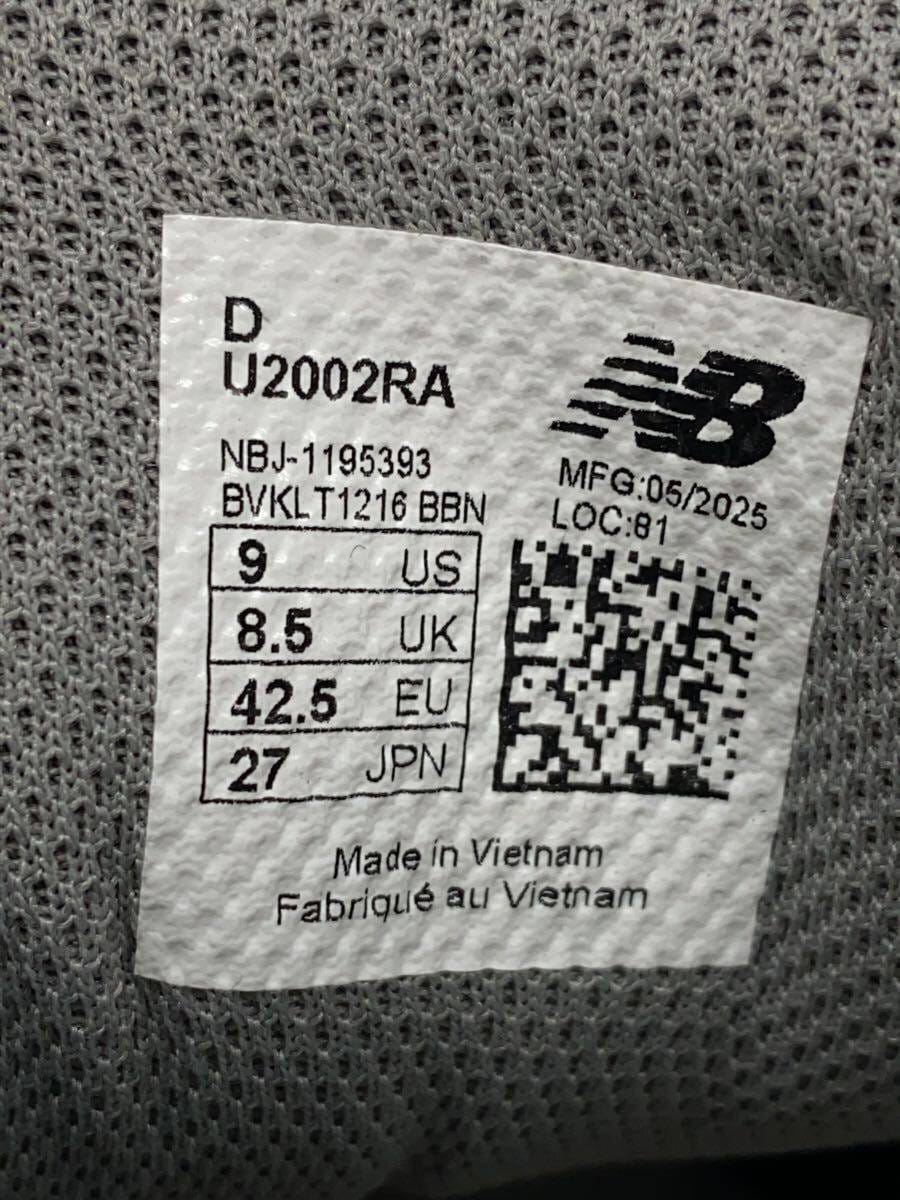 D
U2002RA
NB
NBJ-1195393
BVKLT1216 BBN
MFG:05/2025
LOC:81
9 US
8.5 UK
42.5 EU
27 JPN
Made in Vietnam
Fabriqué au Vietnam